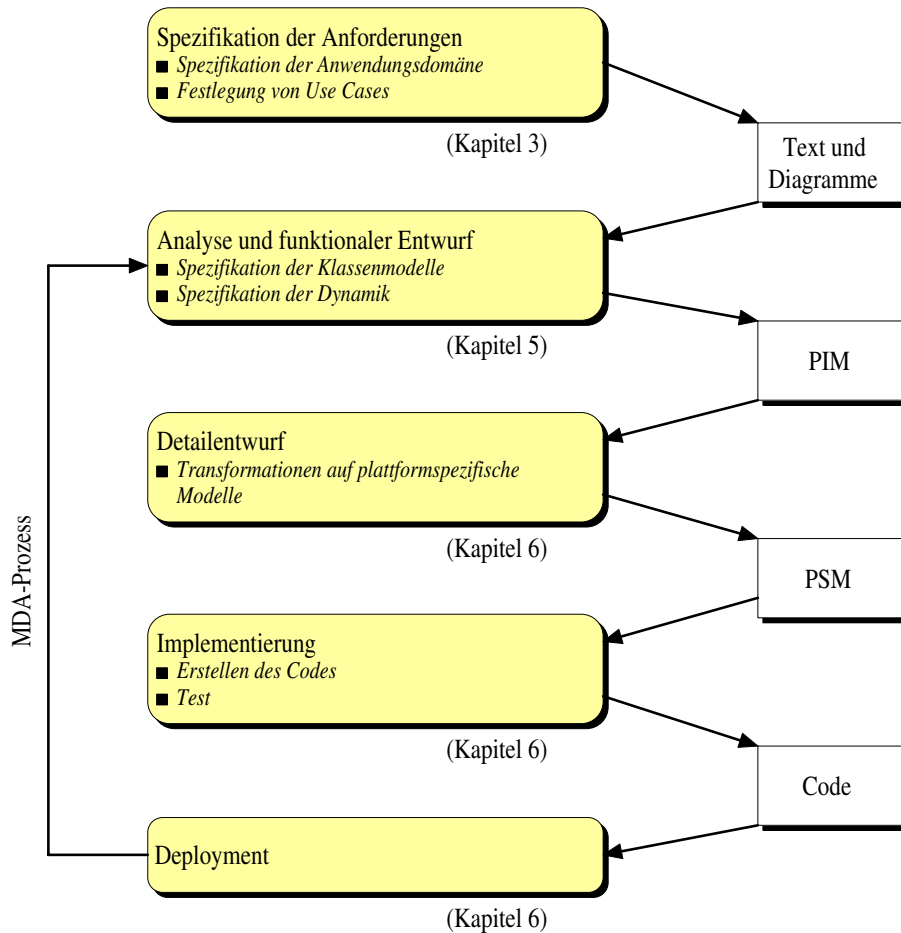 Spezifikation der Anforderungen
■ Spezifikation der Anwendungsdomäne
■ Festlegung von Use Cases
(Kapitel 3)
Text und
Diagramme
Analyse und funktionaler Entwurf
■ Spezifikation der Klassenmodelle
■ Spezifikation der Dynamik
(Kapitel 5)
PIM
Detailentwurf
■ Transformationen auf plattformspezifische
Modelle
(Kapitel 6)
PSM
MDA-Prozess
Implementierung
■ Erstellen des Codes
■ Test
(Kapitel 6)
Code
Deployment
(Kapitel 6)